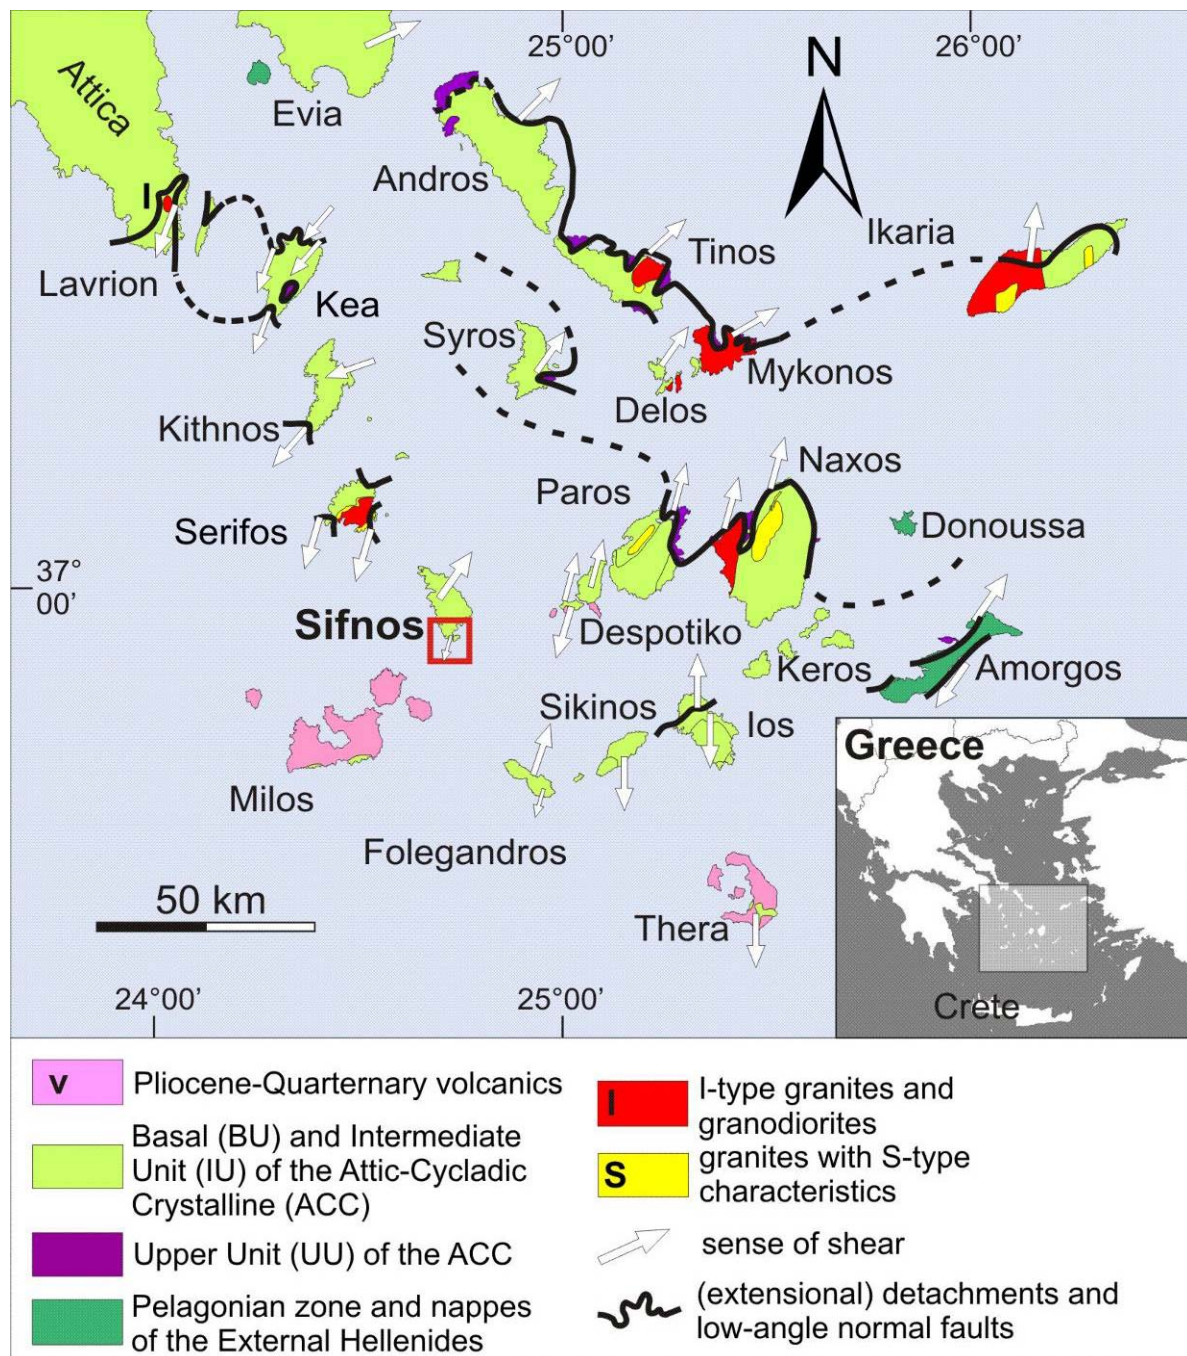 25°00’
26°00’
N
Attica
Evia
Andros
I
Tinos
Ikaria
Lavrion
Kea
Syros
Mykonos
Delos
Kithnos
Naxos
Paros
Donoussa
Serifos
37°
00’
Sifnos
Despotiko
Keros
Amorgos
Sikinos
Ios
Milos
Folegandros
Greece
50 km
Thera
24°00’
25°00’
Crete
v
Pliocene-Quarternary volcanics
Basal (BU) and Intermediate
Unit (IU) of the Attic-Cycladic
Crystalline (ACC)
Upper Unit (UU) of the ACC
Pelagonian zone and nappes
of the External Hellenides
I
I-type granites and
granodiorites
S
granites with S-type
characteristics
sense of shear
(extensional) detachments and
low-angle normal faults